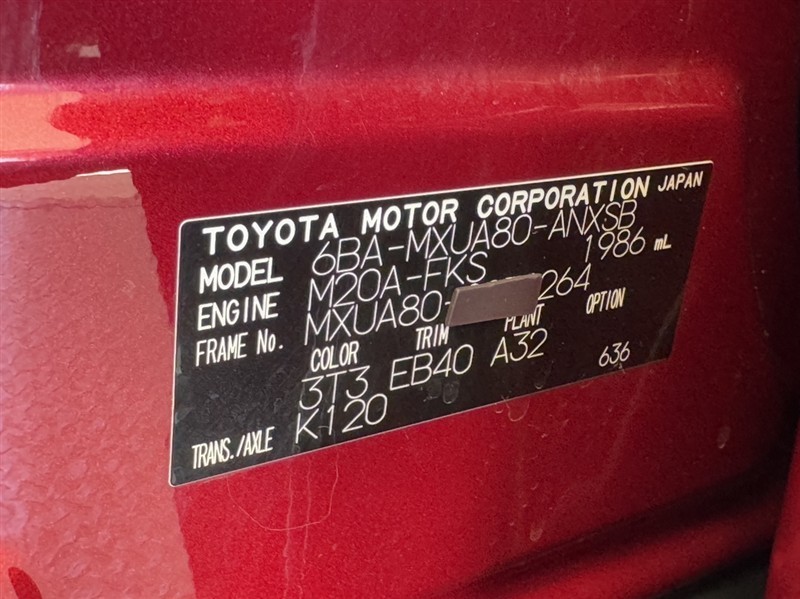 TOYOTA MOTOR CORPORATION JAPAN
MODEL 6BA-MXUA80-ANXSB
ENGINE M20A-FKS 1986 mL
FRAME No. MXUA80- 264
COLOR TRIM PLANT OPTION
3T3 EB40 A32 636
TRANS./AXLE K120